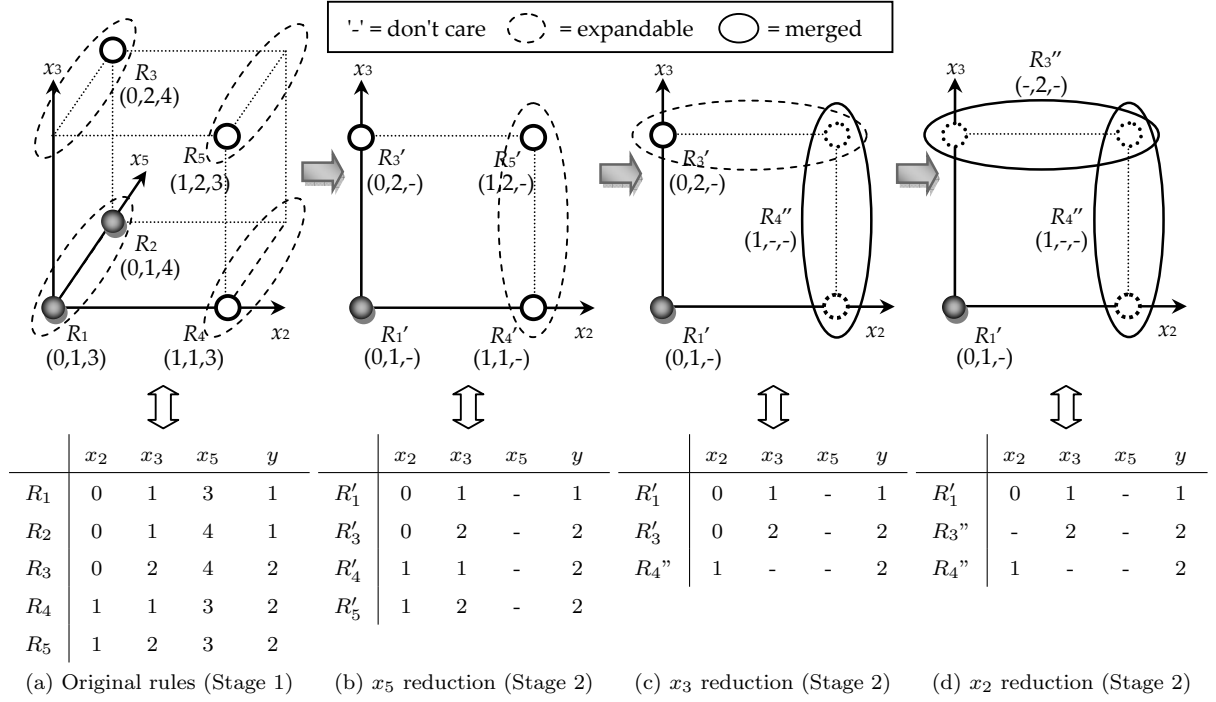 '-' = don't care = expandable = merged
x3
R3
(0,2,4)
R5
(1,2,3)
x5
R2
(0,1,4)
R1
(0,1,3)
R4
(1,1,3)
x2
x3
R3'
(0,2,-)
R5'
(1,2,-)
R1'
(0,1,-)
R4'
(1,1,-)
x2
x3
R3'
(0,2,-)
R4''
(1,-,-)
R1'
(0,1,-)
x2
x3
R3''
(-,2,-)
R4''
(1,-,-)
R1'
(0,1,-)
x2
x2 x3 x5 y
R1 0 1 3 1
R2 0 1 4 1
R3 0 2 4 2
R4 1 1 3 2
R5 1 2 3 2
(a) Original rules (Stage 1)
x2 x3 x5 y
R'1 0 1 - 1
R'3 0 2 - 2
R'4 1 1 - 2
R'5 1 2 - 2
(b) x5 reduction (Stage 2)
x2 x3 x5 y
R'1 0 1 - 1
R'3 0 2 - 2
R4" 1 - - 2
(c) x3 reduction (Stage 2)
x2 x3 x5 y
R'1 0 1 - 1
R3" - 2 - 2
R4" 1 - - 2
(d) x2 reduction (Stage 2)